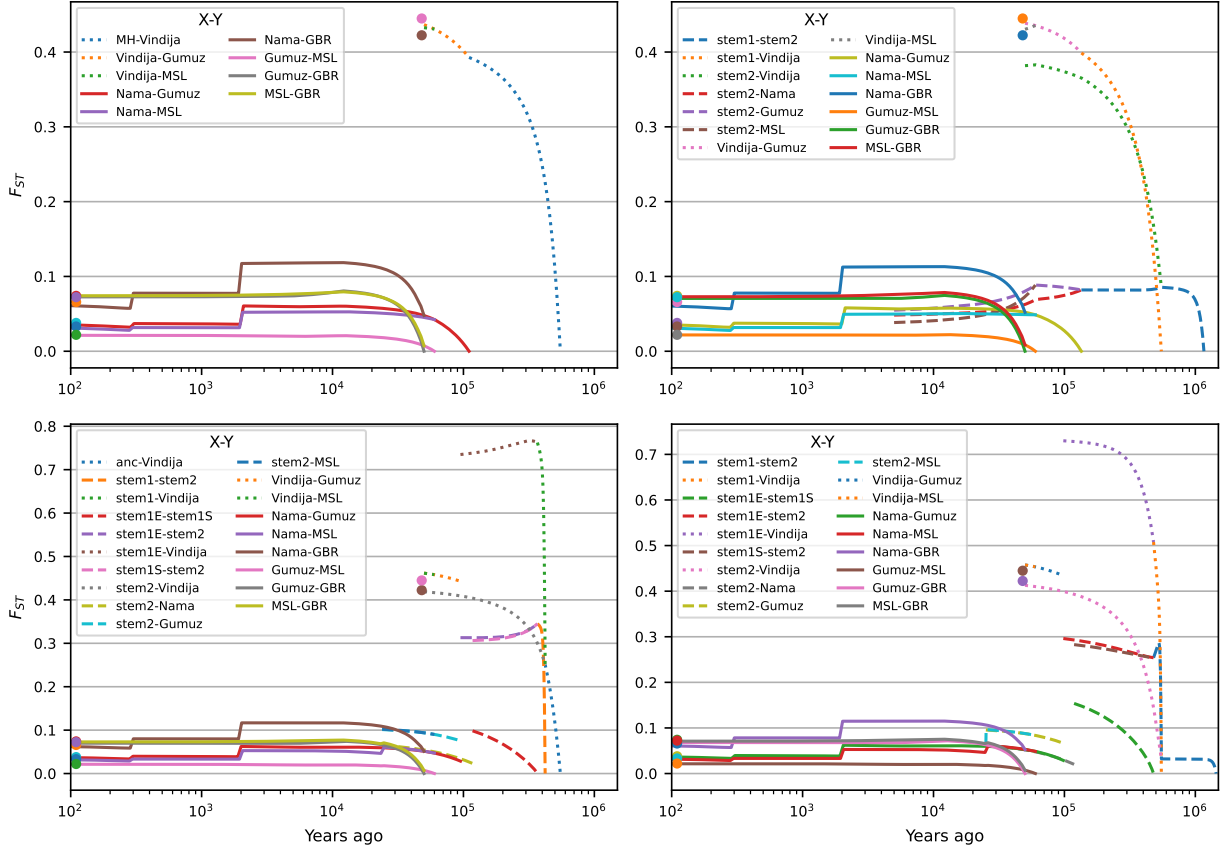 X-Y
MH-Vindija
Vindija-Gumuz
Vindija-MSL
Nama-Gumuz
Nama-MSL
Nama-GBR
Gumuz-MSL
Gumuz-GBR
MSL-GBR
F_ST
0.4
0.3
0.2
0.1
0.0
10^2
10^3
10^4
10^5
10^6
X-Y
stem1-stem2
stem1-Vindija
stem2-Vindija
stem2-Nama
stem2-Gumuz
stem2-MSL
Vindija-Gumuz
Vindija-MSL
Nama-Gumuz
Nama-MSL
Nama-GBR
Gumuz-MSL
Gumuz-GBR
MSL-GBR
0.4
0.3
0.2
0.1
0.0
10^2
10^3
10^4
10^5
10^6
X-Y
anc-Vindija
stem1-stem2
stem1-Vindija
stem1E-stem1S
stem1E-stem2
stem1E-Vindija
stem1S-stem2
stem2-Vindija
stem2-Nama
stem2-Gumuz
stem2-MSL
Vindija-Gumuz
Vindija-MSL
Nama-Gumuz
Nama-MSL
Nama-GBR
Gumuz-MSL
Gumuz-GBR
MSL-GBR
F_ST
0.8
0.7
0.6
0.5
0.4
0.3
0.2
0.1
0.0
10^2
10^3
10^4
10^5
10^6
Years ago
X-Y
stem1-stem2
stem1-Vindija
stem1E-stem1S
stem1E-stem2
stem1E-Vindija
stem1S-stem2
stem2-Vindija
stem2-Nama
stem2-Gumuz
stem2-MSL
Vindija-Gumuz
Vindija-MSL
Nama-Gumuz
Nama-MSL
Nama-GBR
Gumuz-MSL
Gumuz-GBR
MSL-GBR
0.7
0.6
0.5
0.4
0.3
0.2
0.1
0.0
10^2
10^3
10^4
10^5
10^6
Years ago